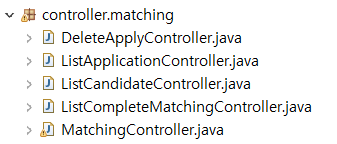 controller.matching
DeleteApplyController.java
ListApplicationController.java
ListCandidateController.java
ListCompleteMatchingController.java
MatchingController.java